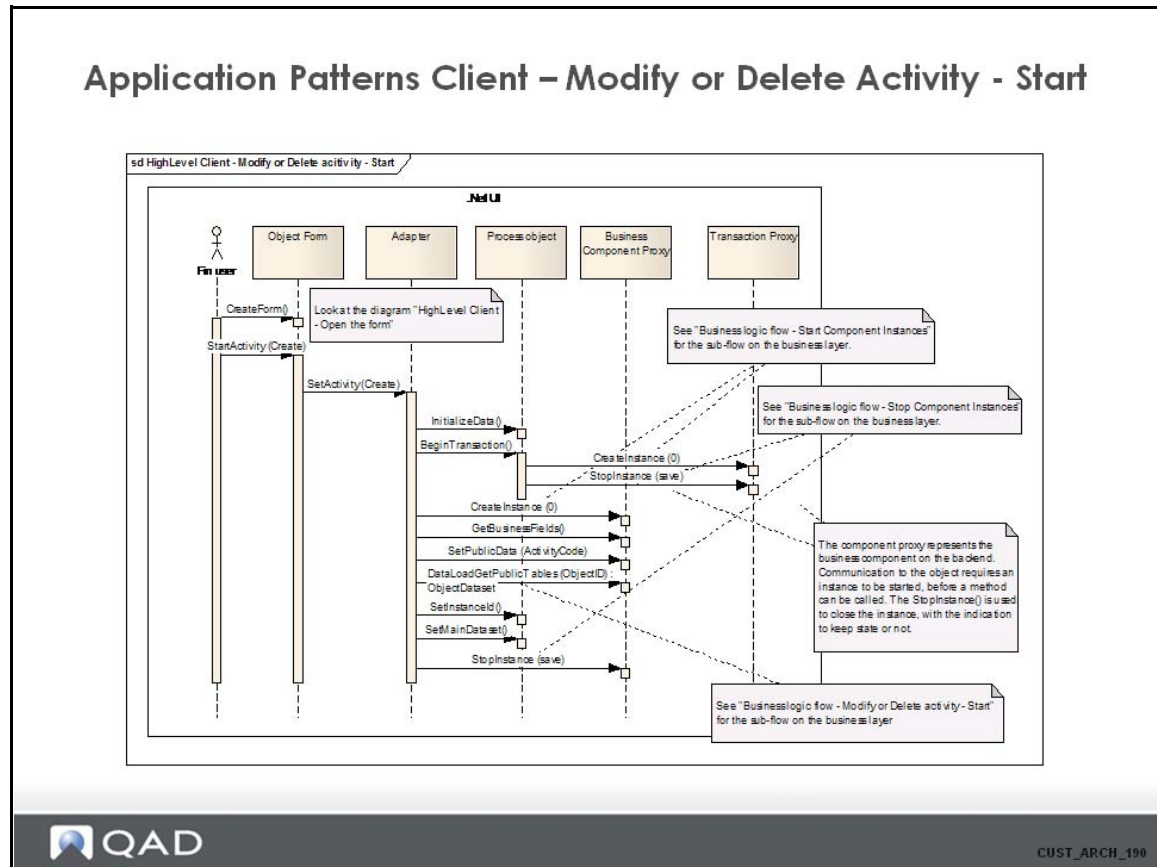 Application Patterns Client – Modify or Delete Activity - Start
sd HighLevel Client - Modify or Delete acitivity - Start
.Net UI
Fin user
Object Form
Adapter
Process object
Business
Component Proxy
Transaction Proxy
CreateForm()
Look at the diagram "HighLevel Client
- Open the form"
StartActivity (Create)
SetActivity(Create)
InitializeData()
BeginTransaction()
CreateInstance (0)
StopInstance (save)
CreateInstance (0)
GetBusinessFields()
SetPublicData (ActivityCode)
DataLoadGetPublicTables (ObjectID) :
ObjectDataset
SetInstanceId()
SetMainDataset()
StopInstance (save)
See "Business logic flow - Start Component Instances"
for the sub-flow on the business layer.
See "Business logic flow - Stop Component Instances"
for the sub-flow on the business layer.
The component proxy represents the
business component on the backend.
Communication to the object requires an
instance to be started, before a method
can be called. The StopInstance() is used
to close the instance, with the indication
to keep state or not.
See "Business logic flow - Modify or Delete activity - Start"
for the sub-flow on the business layer
QAD
CUST_ARCH_190